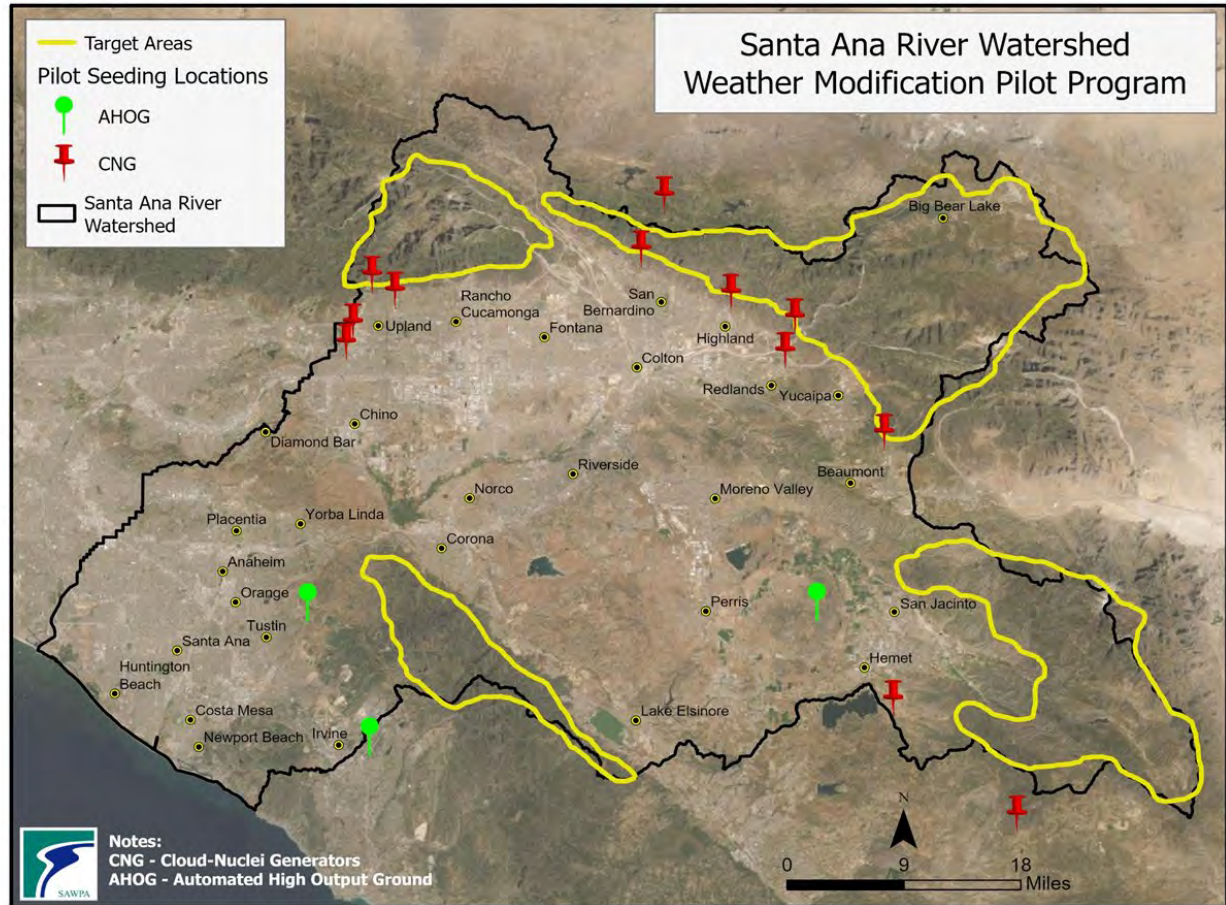 Santa Ana River Watershed
Weather Modification Pilot Program
Target Areas
Pilot Seeding Locations
AHOG
CNG
Santa Ana River
Watershed
Big Bear Lake
Rancho
Cucamonga
San
Bernardino
Upland
Fontana
Highland
Colton
Redlands
Yucaipa
Chino
Diamond Bar
Riverside
Beaumont
Norco
Moreno Valley
Placentia
Yorba Linda
Corona
Anaheim
Orange
Perris
San Jacinto
Tustin
Santa Ana
Huntington
Beach
Hemet
Costa Mesa
Lake Elsinore
Newport Beach
Irvine
N
0 9 18
Miles
SAWPA
Notes:
CNG - Cloud-Nuclei Generators
AHOG - Automated High Output Ground